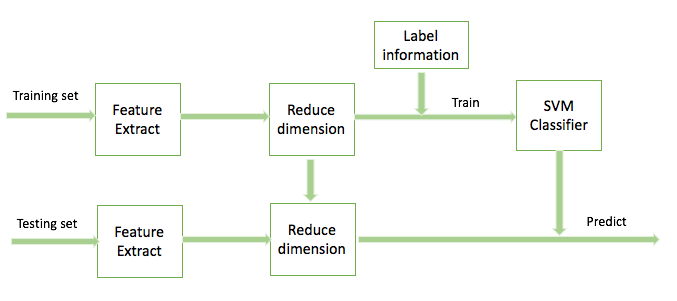 Label
information
Training set
Feature
Extract
Reduce
dimension
Train
SVM
Classifier
Testing set
Feature
Extract
Reduce
dimension
Predict